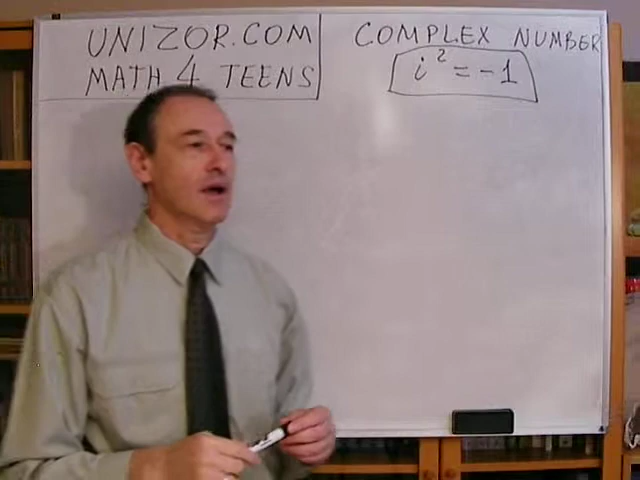 UNIZOR.COM
MATH 4 TEENS
COMPLEX NUMBER
i² = -1